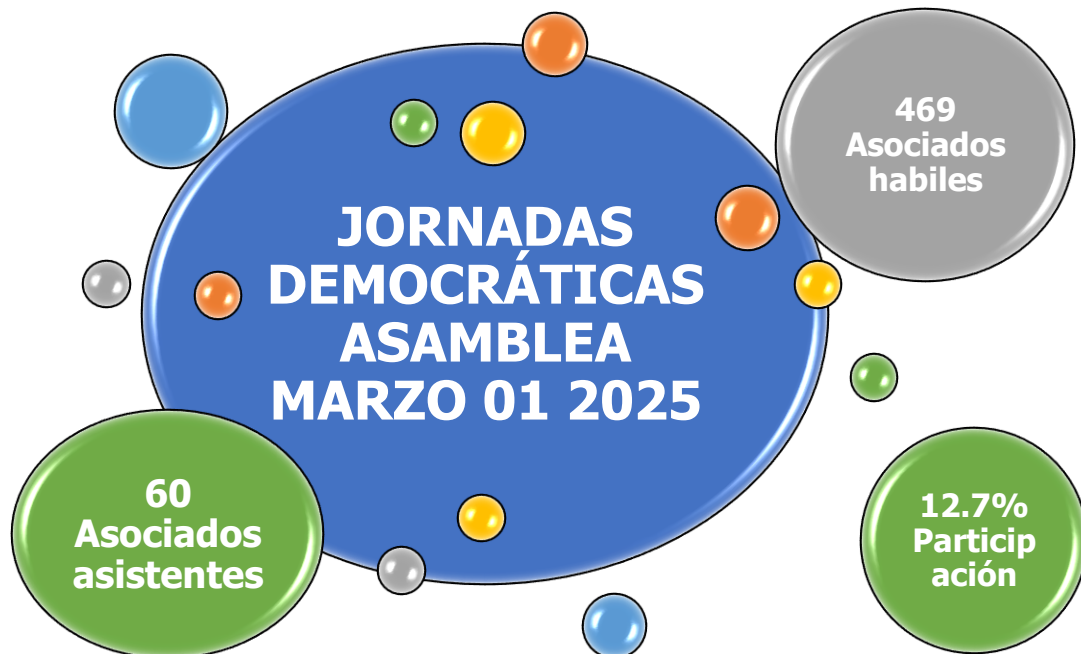 JORNADAS
DEMOCRÁTICAS
ASAMBLEA
MARZO 01 2025
469
Asociados
habiles
60
Asociados
asistentes
12.7%
Particip
ación